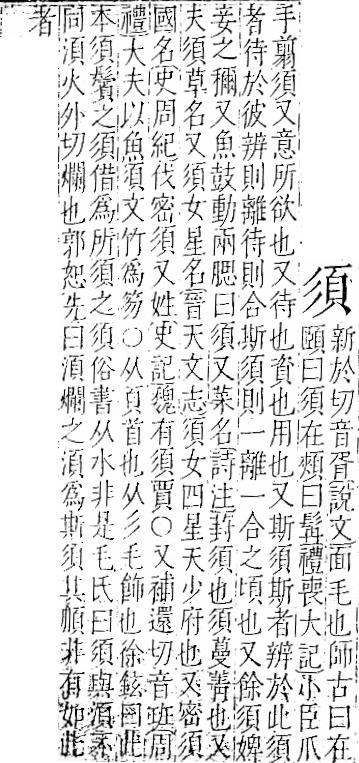 須
新於切音胥說文面毛也師古曰在
頤曰須在頰曰髯禮喪大記小臣爪
手翦須又意所欲也又待也資也用也又斯須斯者辨於此須
者待於彼辨則離待則合斯須則一離一合之頃也又餘須婢
妾之稱又魚鼓動兩腮曰須又菜名詩注葑須也須蔓菁也又
夫須草名又須女星名晉天文志須女四星天少府也又密須
國名史周紀伐密須又姓史記魏有須賈○又補還切音班周
禮大夫以魚須文竹為笏○从頁首也从彡毛飾也徐鉉曰此
本須鬢之須借為所須之須俗書从水非是毛氏曰須與湏不
同湏火外切爛也郭恕先曰湏爛之湏為斯須其順非有如此
者